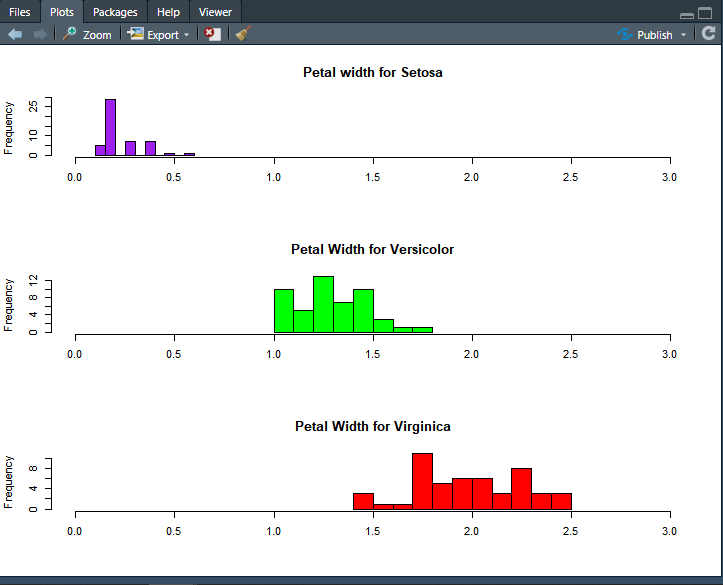 Files Plots Packages Help Viewer
Zoom Export Publish
Petal width for Setosa
Frequency
0 10 25
0.0 0.5 1.0 1.5 2.0 2.5 3.0
Petal Width for Versicolor
Frequency
0 4 8 12
0.0 0.5 1.0 1.5 2.0 2.5 3.0
Petal Width for Virginica
Frequency
0 4 8
0.0 0.5 1.0 1.5 2.0 2.5 3.0